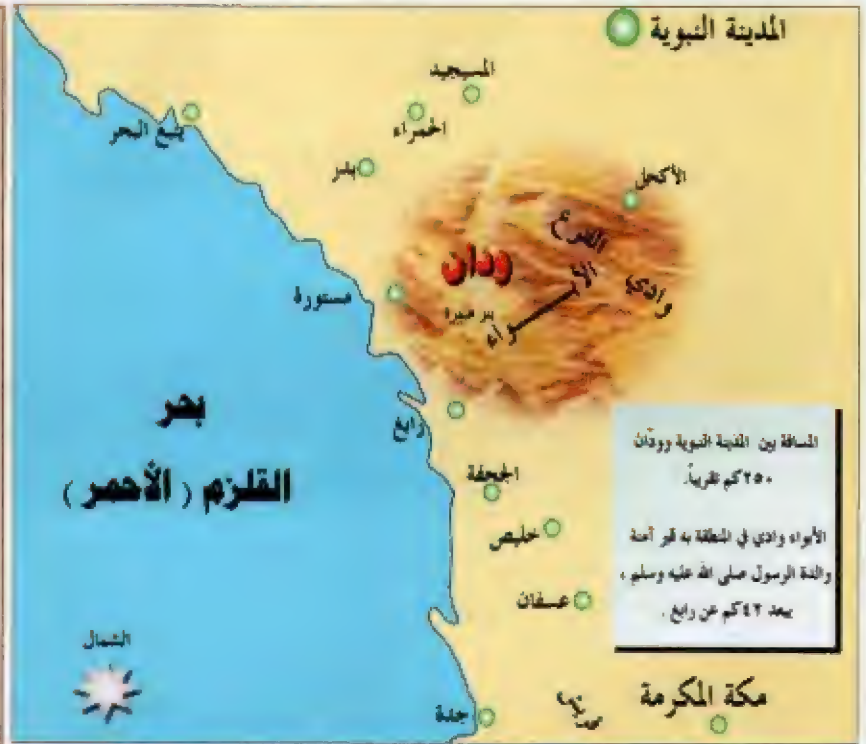 المدينة النبوية
المسيجيد
الحمراء
ينبع البحر
بدر
الأكحل
وادي الفرع
ودان
الأبواء
مستورة
رابغ
بحر
القلزم ( الأحمر )
الجحفة
خليص
عسفان
الشمال
جدة
مكة المكرمة
المسافة بين المدينة النبوية وودّان
٢٥٠كم تقريباً.
الأبواء وادي في المنطقة به قبر آمنة
والدة الرسول صلى الله عليه وسلم ،
يبعد ٤٢كم عن رابغ .